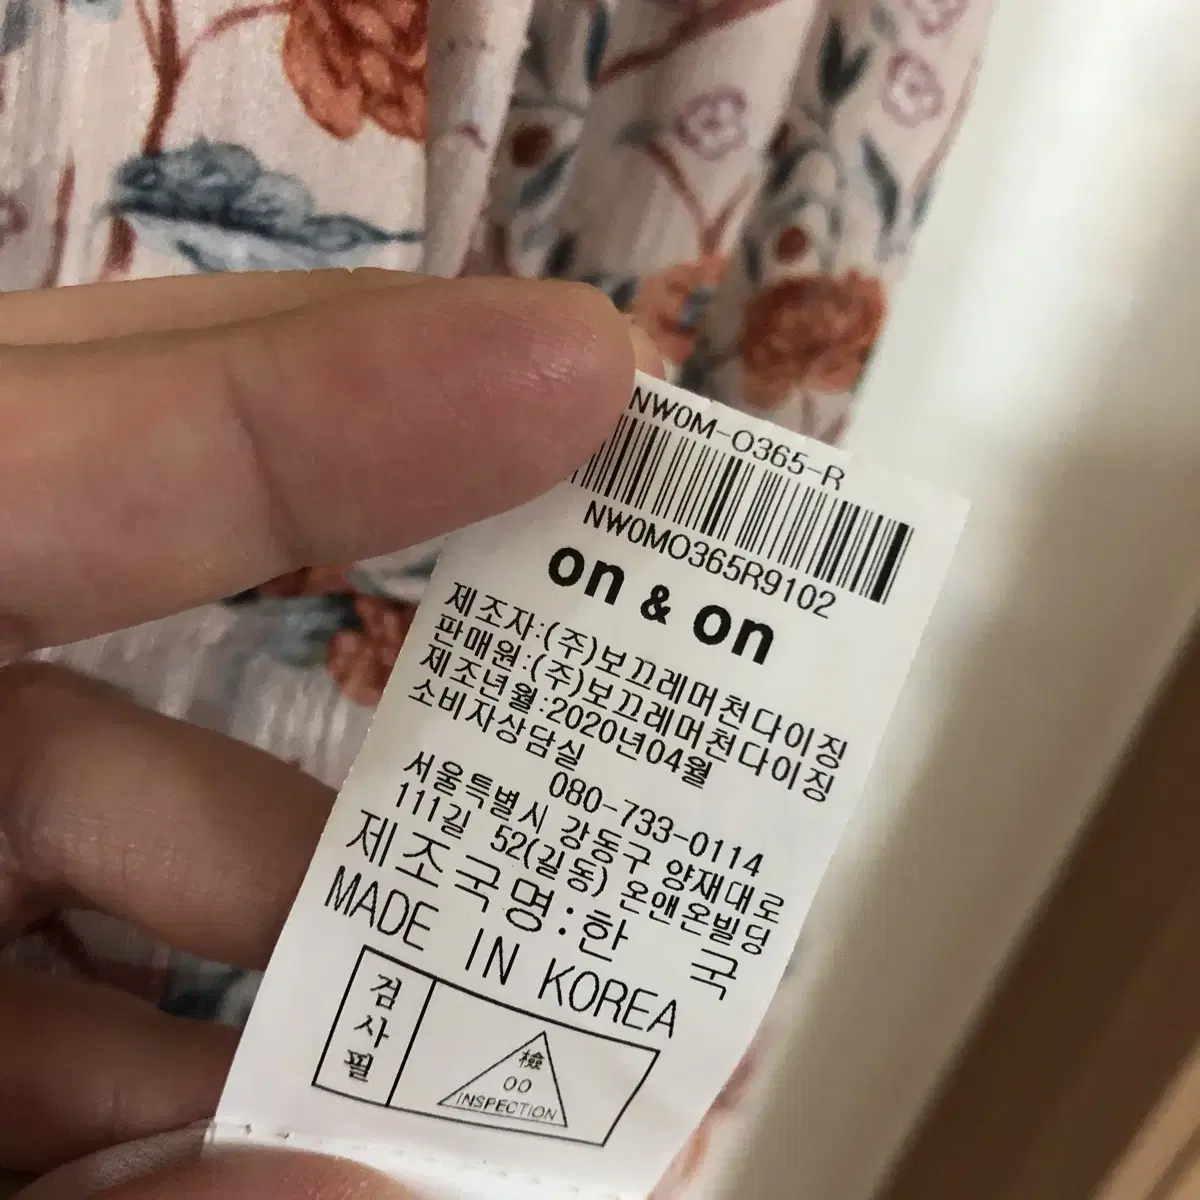 NW0M-O365-R
NW0MO365R9102
on & on
제조자:(주)보끄레머천다이징
판매원:(주)보끄레머천다이징
제조년월:2020년04월
소비자상담실
080-733-0114
서울특별시 강동구 양재대로
111길 52(길동) 온앤온빌딩
제조국명:한 국
MADE IN KOREA
검사필
檢
OO
INSPECTION